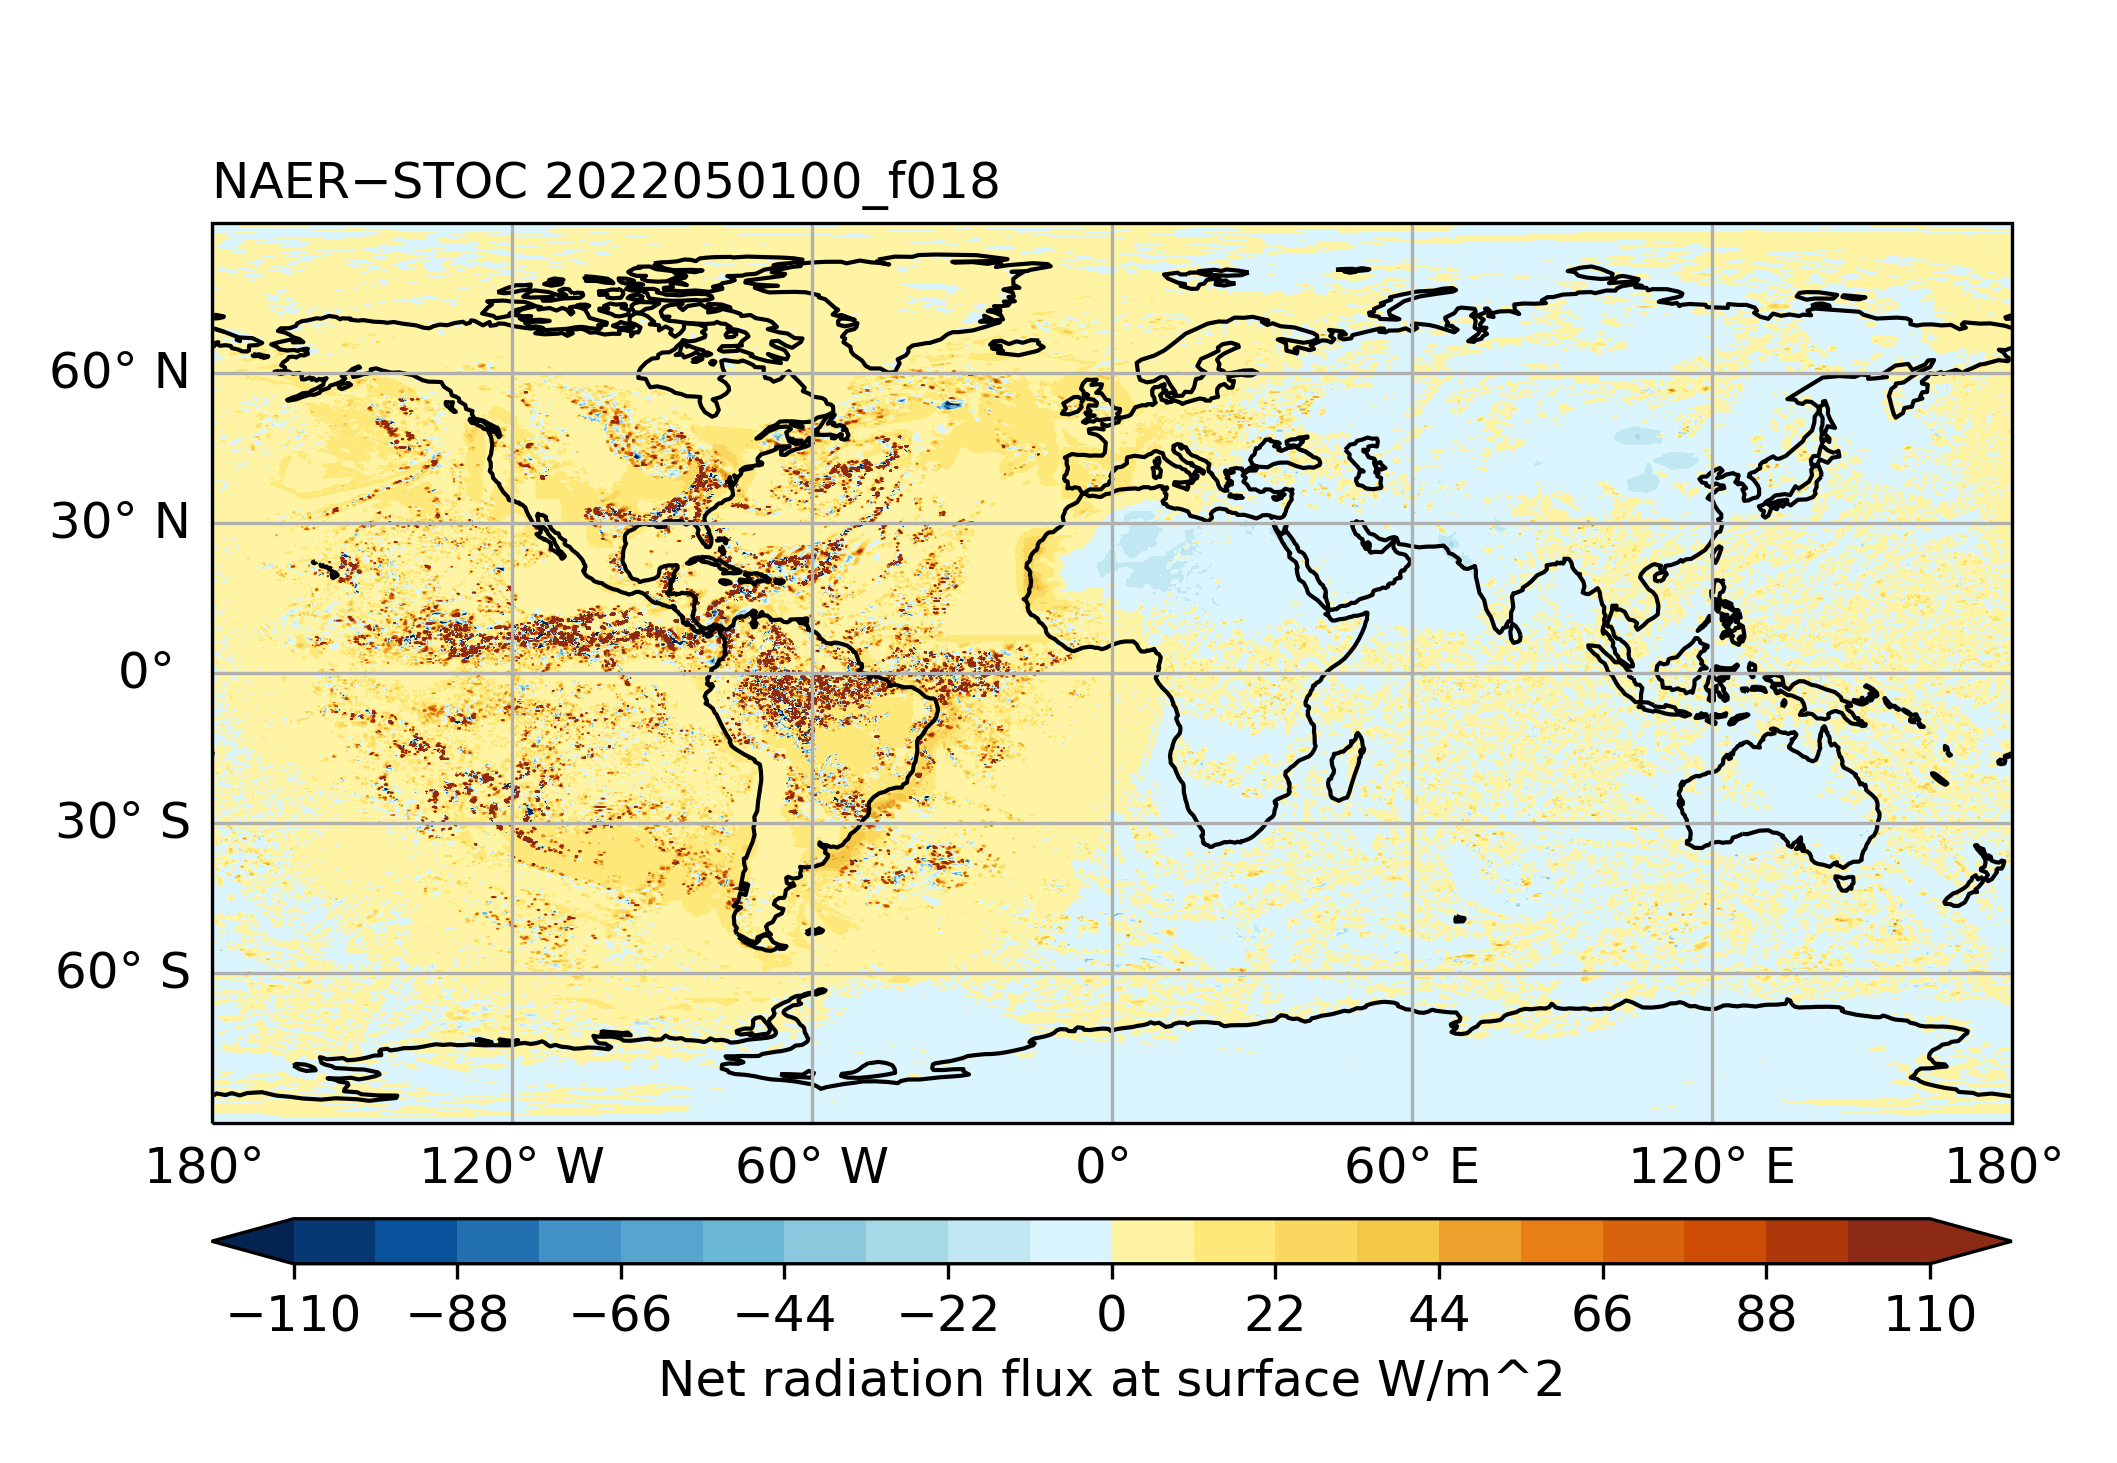 NAER−STOC 2022050100_f018
60° N
30° N
0°
30° S
60° S
180° 120° W 60° W 0° 60° E 120° E 180°
−110 −88 −66 −44 −22 0 22 44 66 88 110
Net radiation flux at surface W/m^2